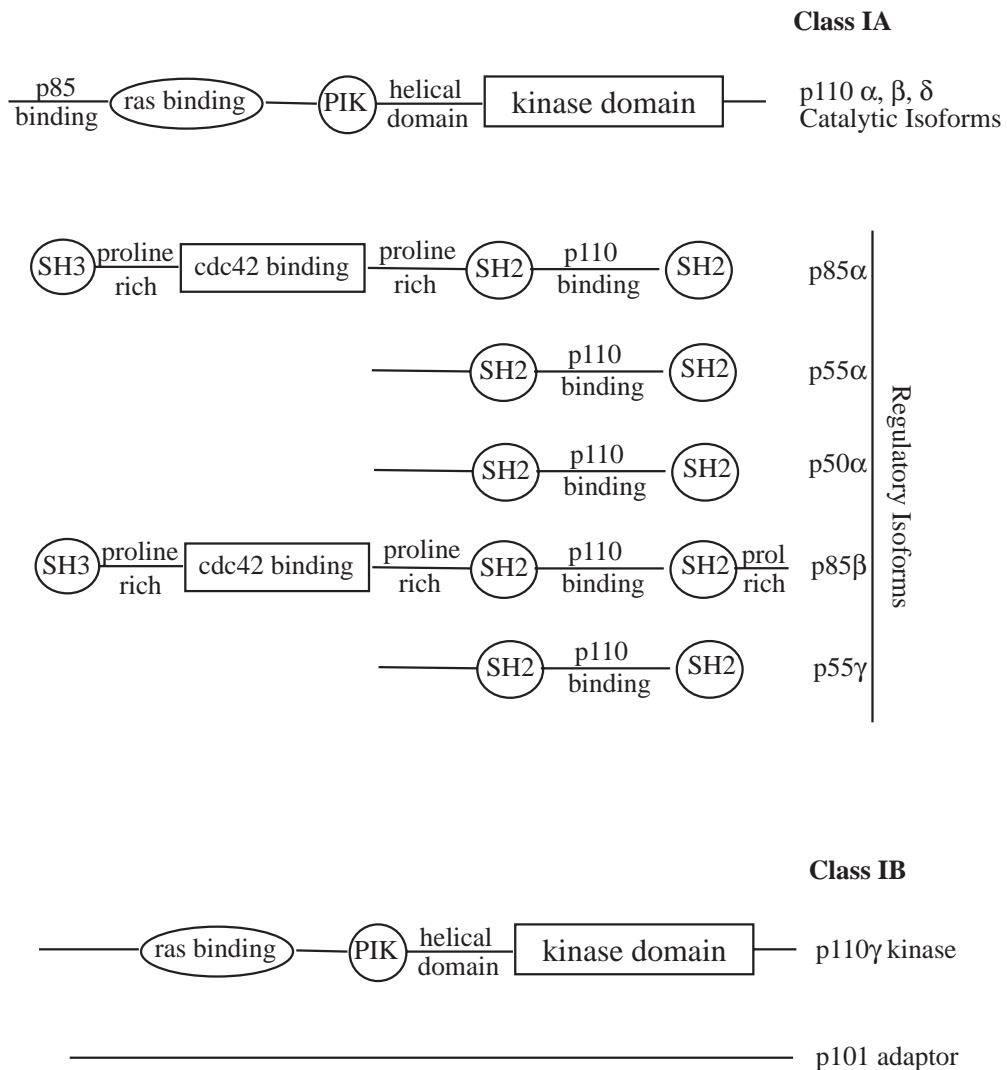 Class IA
p85 binding
ras binding
PIK
helical domain
kinase domain
p110 α, β, δ
Catalytic Isoforms
SH3
proline rich
cdc42 binding
proline rich
SH2
p110 binding
SH2
p85α
SH2
p110 binding
SH2
p55α
SH2
p110 binding
SH2
p50α
SH3
proline rich
cdc42 binding
proline rich
SH2
p110 binding
SH2
prol rich
p85β
SH2
p110 binding
SH2
p55γ
Regulatory Isoforms
Class IB
ras binding
PIK
helical domain
kinase domain
p110γ kinase
p101 adaptor